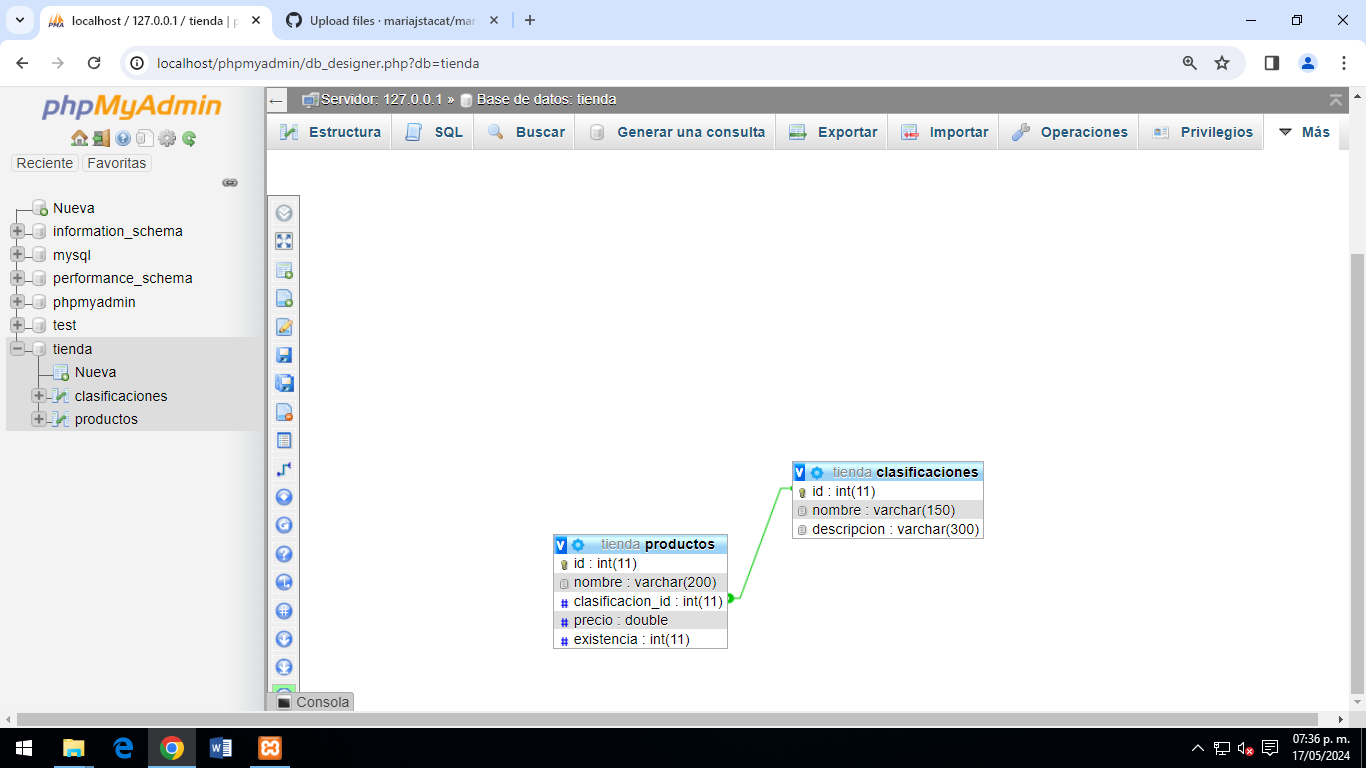 localhost / 127.0.0.1 / tienda | p
Upload files · mariajstacat/mar
localhost/phpmyadmin/db_designer.php?db=tienda
phpMyAdmin
Reciente Favoritas
Nueva
information_schema
mysql
performance_schema
phpmyadmin
test
tienda
Nueva
clasificaciones
productos
Servidor: 127.0.0.1 » Base de datos: tienda
Estructura SQL Buscar Generar una consulta Exportar Importar Operaciones Privilegios Más
tienda clasificaciones
id : int(11)
nombre : varchar(150)
descripcion : varchar(300)
tienda productos
id : int(11)
nombre : varchar(200)
clasificacion_id : int(11)
precio : double
existencia : int(11)
Consola
07:36 p. m.
17/05/2024